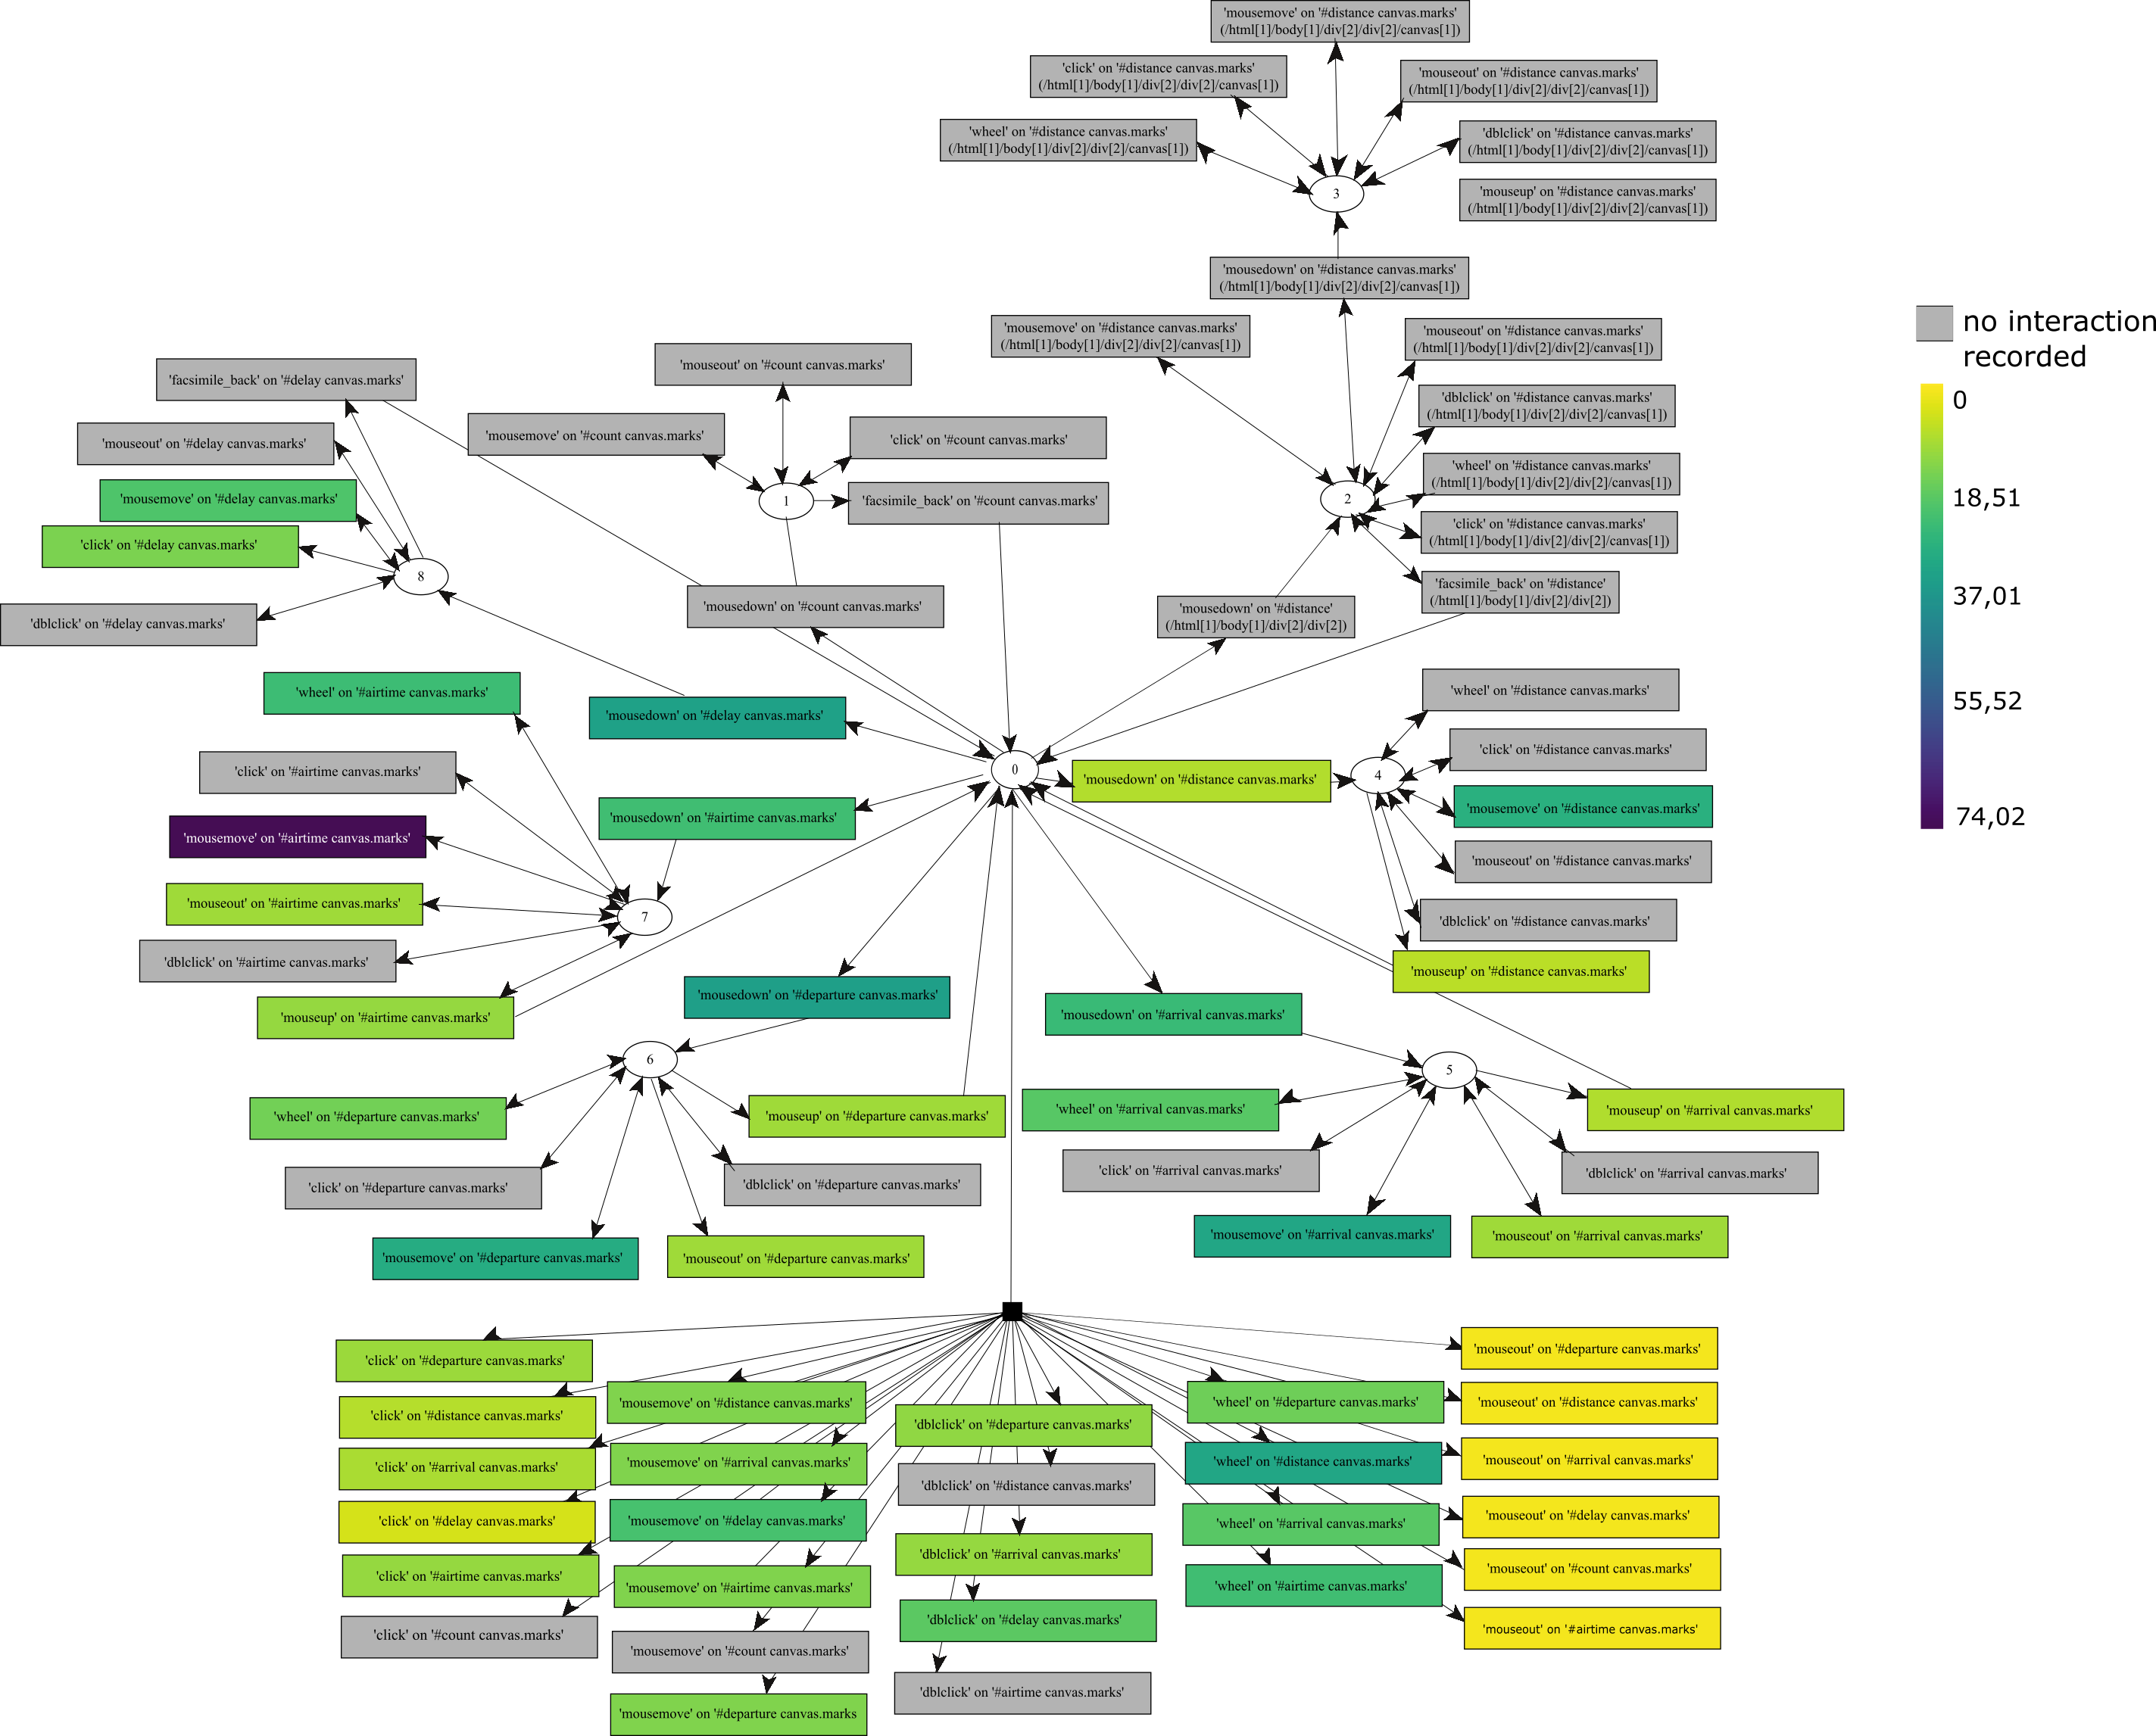 'mousemove' on '#distance canvas.marks'
(/html[1]/body[1]/div[2]/div[2]/canvas[1])
'click' on '#distance canvas.marks'
(/html[1]/body[1]/div[2]/div[2]/canvas[1])
'mouseout' on '#distance canvas.marks'
(/html[1]/body[1]/div[2]/div[2]/canvas[1])
'wheel' on '#distance canvas.marks'
(/html[1]/body[1]/div[2]/div[2]/canvas[1])
'dblclick' on '#distance canvas.marks'
(/html[1]/body[1]/div[2]/div[2]/canvas[1])
3
'mouseup' on '#distance canvas.marks'
(/html[1]/body[1]/div[2]/div[2]/canvas[1])
'mousedown' on '#distance canvas.marks'
(/html[1]/body[1]/div[2]/div[2]/canvas[1])
'mousemove' on '#distance canvas.marks'
(/html[1]/body[1]/div[2]/div[2]/canvas[1])
'mouseout' on '#distance canvas.marks'
(/html[1]/body[1]/div[2]/div[2]/canvas[1])
'dblclick' on '#distance canvas.marks'
(/html[1]/body[1]/div[2]/div[2]/canvas[1])
'wheel' on '#distance canvas.marks'
(/html[1]/body[1]/div[2]/div[2]/canvas[1])
2
'click' on '#distance canvas.marks'
(/html[1]/body[1]/div[2]/div[2]/canvas[1])
'facsimile_back' on '#distance'
(/html[1]/body[1]/div[2]/div[2])
'mousedown' on '#distance'
(/html[1]/body[1]/div[2]/div[2])
no interaction
recorded
0
18,51
37,01
55,52
74,02
'mouseout' on '#count canvas.marks'
'mousemove' on '#count canvas.marks'
'click' on '#count canvas.marks'
1
'facsimile_back' on '#count canvas.marks'
'mousedown' on '#count canvas.marks'
'facsimile_back' on '#delay canvas.marks'
'mouseout' on '#delay canvas.marks'
'mousemove' on '#delay canvas.marks'
'click' on '#delay canvas.marks'
8
'dblclick' on '#delay canvas.marks'
'mousedown' on '#delay canvas.marks'
0
'wheel' on '#airtime canvas.marks'
'click' on '#airtime canvas.marks'
'mousedown' on '#airtime canvas.marks'
'mousemove' on '#airtime canvas.marks'
'mouseout' on '#airtime canvas.marks'
7
'dblclick' on '#airtime canvas.marks'
'mouseup' on '#airtime canvas.marks'
'wheel' on '#distance canvas.marks'
'click' on '#distance canvas.marks'
'mousedown' on '#distance canvas.marks'
4
'mousemove' on '#distance canvas.marks'
'mouseout' on '#distance canvas.marks'
'dblclick' on '#distance canvas.marks'
'mouseup' on '#distance canvas.marks'
'mousedown' on '#departure canvas.marks'
6
'wheel' on '#departure canvas.marks'
'mouseup' on '#departure canvas.marks'
'click' on '#departure canvas.marks'
'dblclick' on '#departure canvas.marks'
'mousemove' on '#departure canvas.marks'
'mouseout' on '#departure canvas.marks'
'mousedown' on '#arrival canvas.marks'
5
'wheel' on '#arrival canvas.marks'
'mouseup' on '#arrival canvas.marks'
'click' on '#arrival canvas.marks'
'dblclick' on '#arrival canvas.marks'
'mousemove' on '#arrival canvas.marks'
'mouseout' on '#arrival canvas.marks'
'click' on '#departure canvas.marks'
'click' on '#distance canvas.marks'
'click' on '#arrival canvas.marks'
'click' on '#delay canvas.marks'
'click' on '#airtime canvas.marks'
'click' on '#count canvas.marks'
'mousemove' on '#distance canvas.marks'
'mousemove' on '#arrival canvas.marks'
'mousemove' on '#delay canvas.marks'
'mousemove' on '#airtime canvas.marks'
'mousemove' on '#count canvas.marks'
'mousemove' on '#departure canvas.marks
'dblclick' on '#departure canvas.marks'
'dblclick' on '#distance canvas.marks'
'dblclick' on '#arrival canvas.marks'
'dblclick' on '#delay canvas.marks'
'dblclick' on '#airtime canvas.marks'
'wheel' on '#departure canvas.marks'
'wheel' on '#distance canvas.marks'
'wheel' on '#arrival canvas.marks'
'wheel' on '#airtime canvas.marks'
'mouseout' on '#departure canvas.marks'
'mouseout' on '#distance canvas.marks'
'mouseout' on '#arrival canvas.marks'
'mouseout' on '#delay canvas.marks'
'mouseout' on '#count canvas.marks'
'mouseout' on '#airtime canvas.marks'